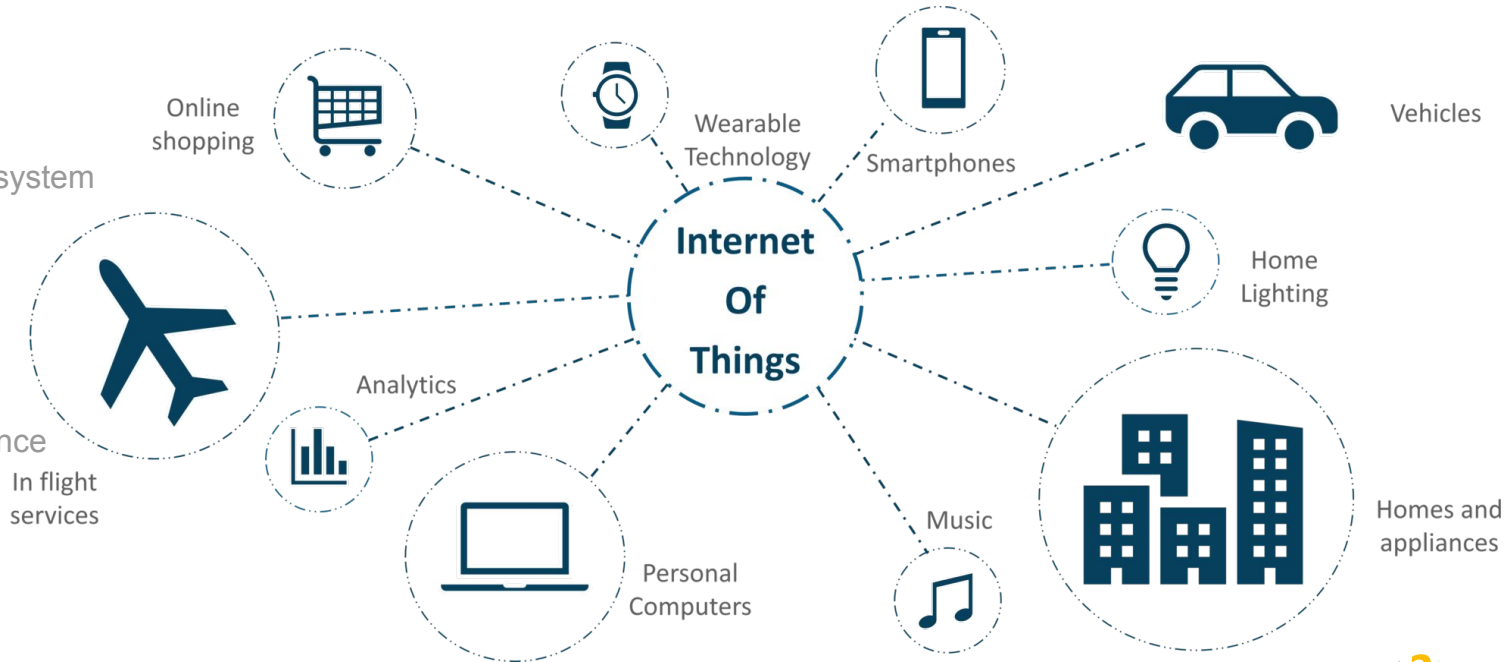 Online
shopping
Wearable
Technology
Smartphones
Vehicles
system
Internet
Of
Things
Home
Lighting
Analytics
In flight
services
Music
Personal
Computers
Homes and
appliances